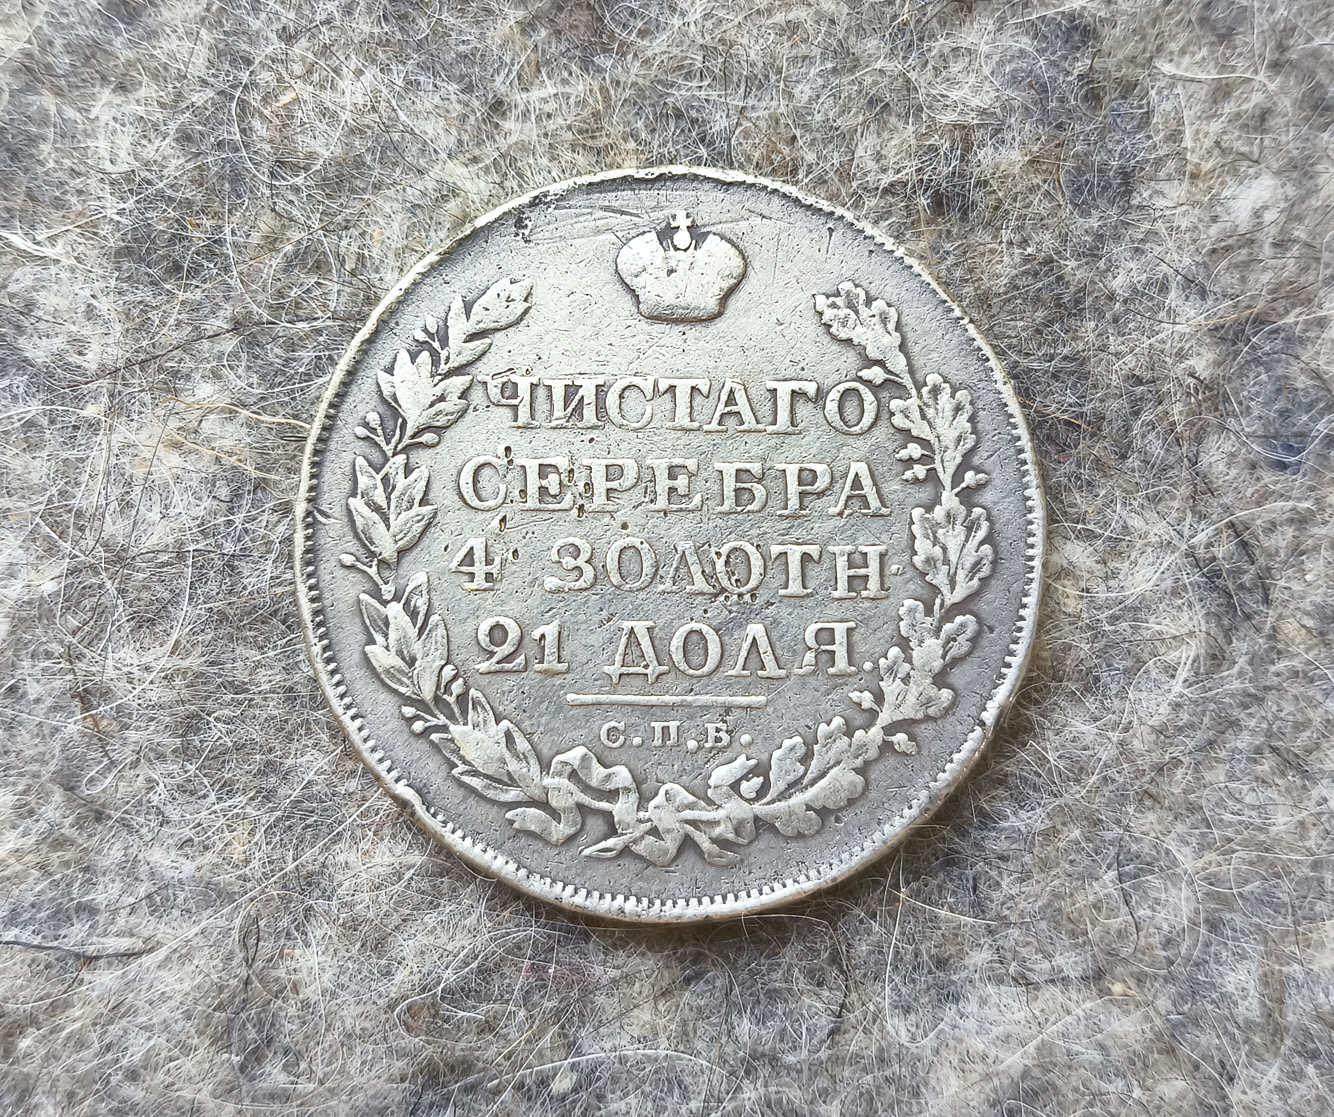 ЧИСТАГО
СЕРЕБРА
4 ЗОЛОТН
21 ДОЛЯ.
С.П.Б.